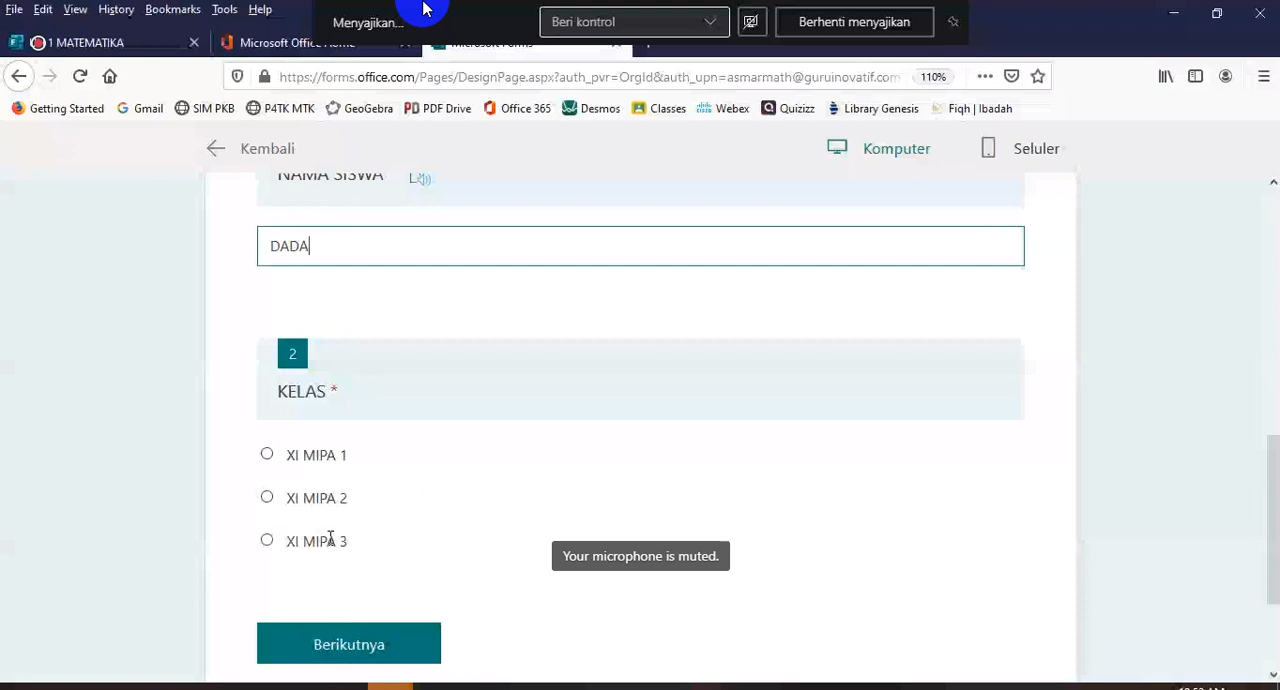 File Edit View History Bookmarks Tools Help
Menyajikan...
Beri kontrol
Berhenti menyajikan
1 MATEMATIKA
Microsoft Office Home
Microsoft Forms
https://forms.office.com/Pages/DesignPage.aspx?auth_pvr=OrgId&auth_upn=asmarmath@guruinovatif.com
110%
Getting Started Gmail SIM PKB P4TK MTK GeoGebra PDF Drive Office 365 Desmos Classes Webex Quizizz Library Genesis Fiqh | Ibadah
Kembali
Komputer
Seluler
NAMA SISWA
DADA
2
KELAS *
XI MIPA 1
XI MIPA 2
XI MIPA 3
Your microphone is muted.
Berikutnya